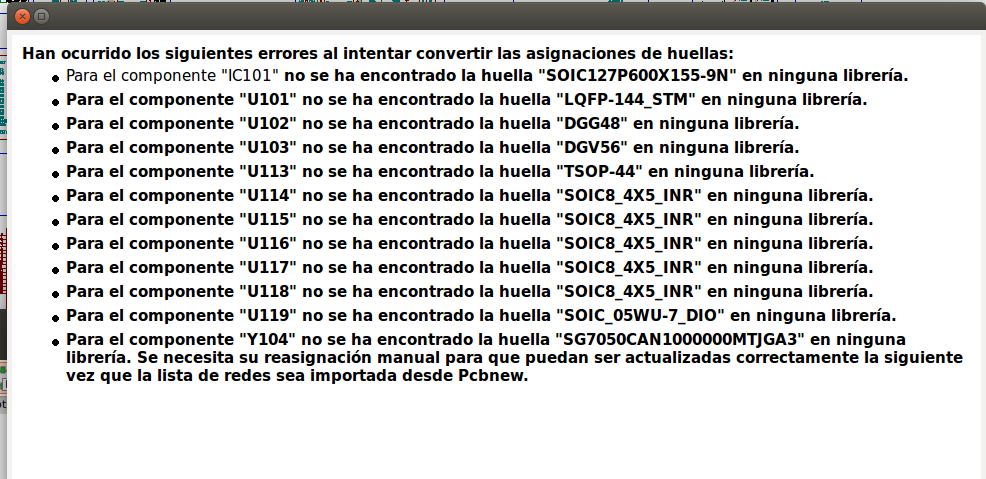 Han ocurrido los siguientes errores al intentar convertir las asignaciones de huellas:
Para el componente "IC101" no se ha encontrado la huella "SOIC127P600X155-9N" en ninguna librería.
Para el componente "U101" no se ha encontrado la huella "LQFP-144_STM" en ninguna librería.
Para el componente "U102" no se ha encontrado la huella "DGG48" en ninguna librería.
Para el componente "U103" no se ha encontrado la huella "DGV56" en ninguna librería.
Para el componente "U113" no se ha encontrado la huella "TSOP-44" en ninguna librería.
Para el componente "U114" no se ha encontrado la huella "SOIC8_4X5_INR" en ninguna librería.
Para el componente "U115" no se ha encontrado la huella "SOIC8_4X5_INR" en ninguna librería.
Para el componente "U116" no se ha encontrado la huella "SOIC8_4X5_INR" en ninguna librería.
Para el componente "U117" no se ha encontrado la huella "SOIC8_4X5_INR" en ninguna librería.
Para el componente "U118" no se ha encontrado la huella "SOIC8_4X5_INR" en ninguna librería.
Para el componente "U119" no se ha encontrado la huella "SOIC_05WU-7_DIO" en ninguna librería.
Para el componente "Y104" no se ha encontrado la huella "SG7050CAN1000000MTJGA3" en ninguna
librería. Se necesita su reasignación manual para que puedan ser actualizadas correctamente la siguiente
vez que la lista de redes sea importada desde Pcbnew.